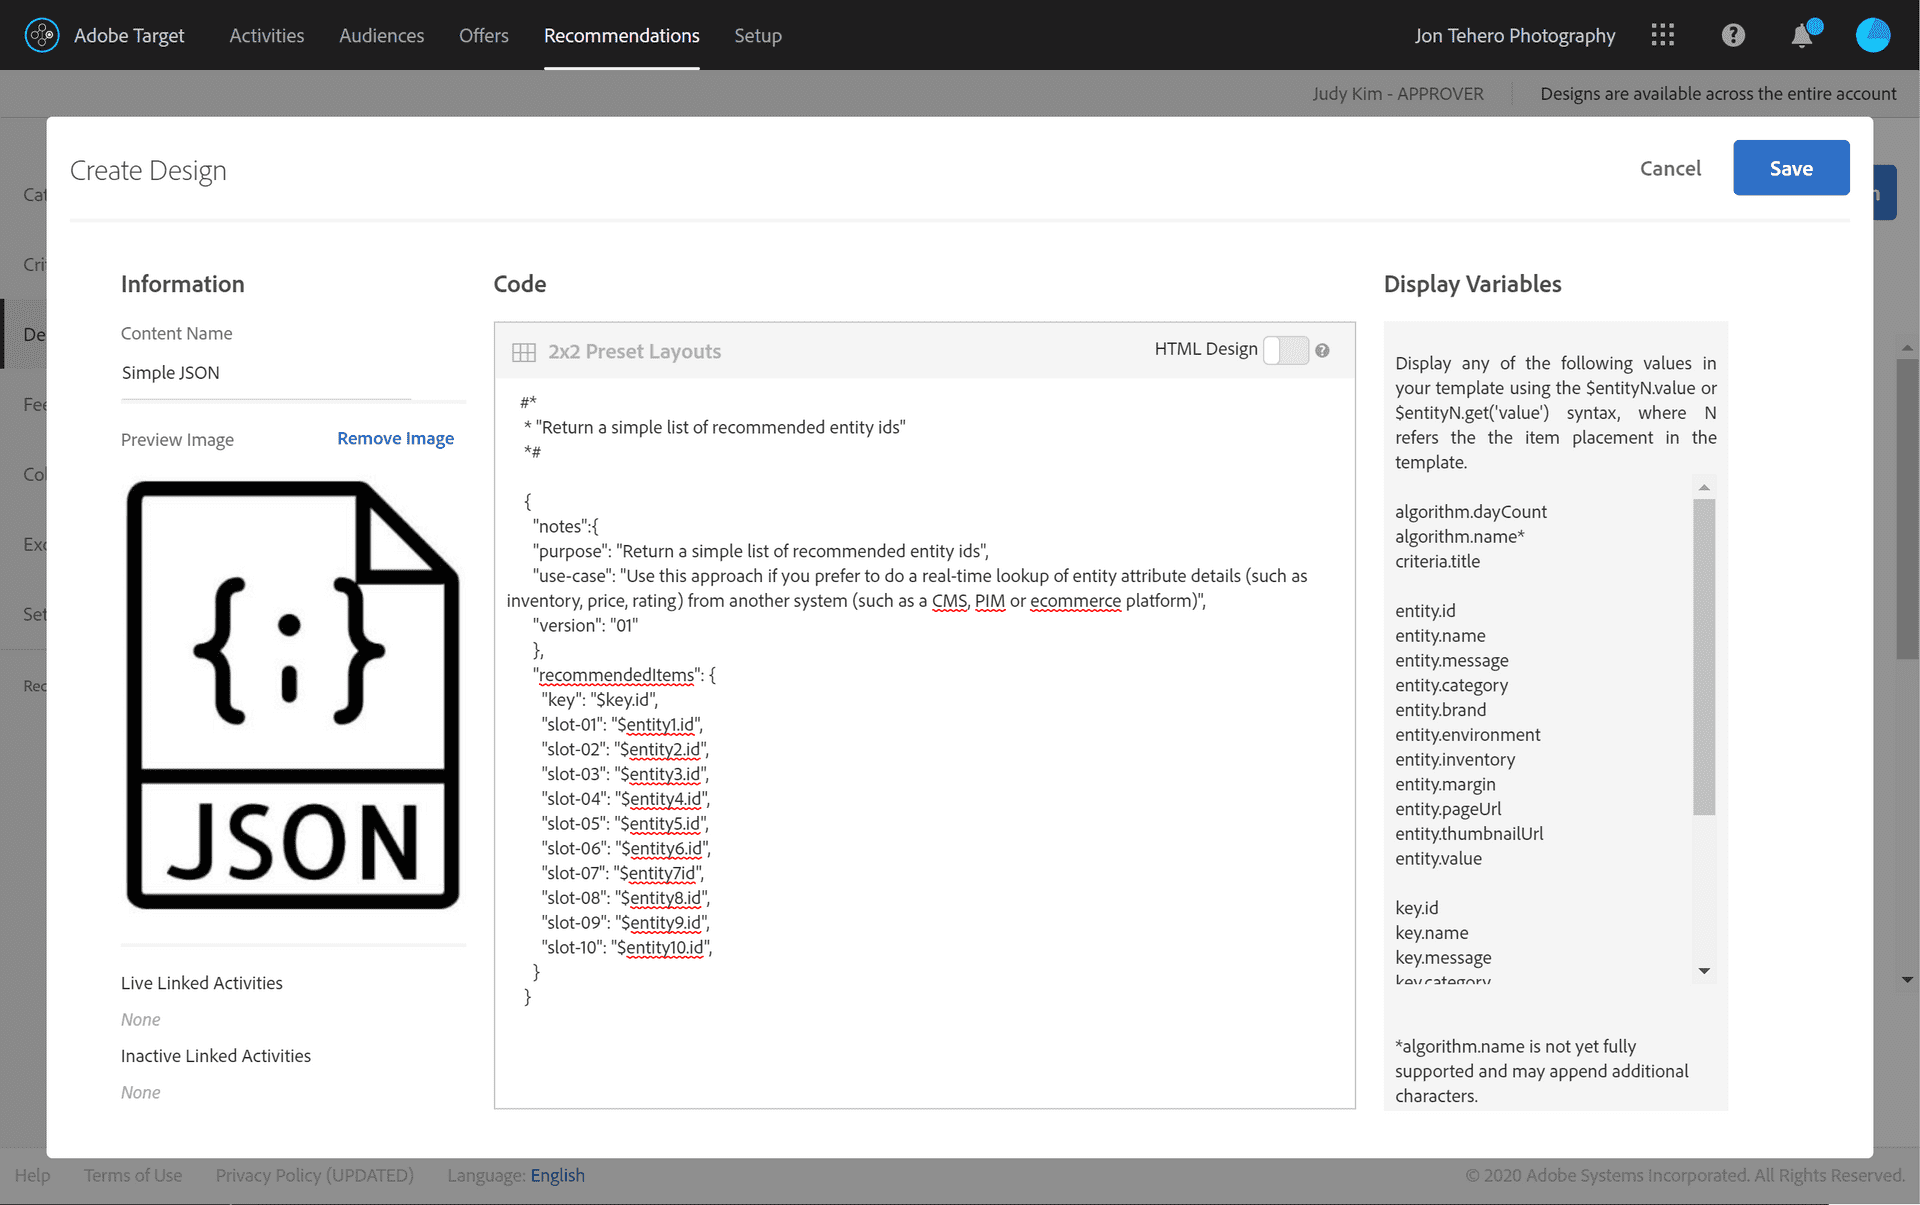 Adobe Target Activities Audiences Offers Recommendations Setup Jon Tehero Photography
Judy Kim - APPROVER Designs are available across the entire account
Create Design Cancel Save
Cat
Crit
De
Fee
Col
Exc
Set
Rec
Information
Content Name
Simple JSON
Preview Image Remove Image
{;}
JSON
Live Linked Activities
None
Inactive Linked Activities
None
Code
2x2 Preset Layouts HTML Design
#*
* "Return a simple list of recommended entity ids"
*#
{
"notes":{
"purpose": "Return a simple list of recommended entity ids",
"use-case": "Use this approach if you prefer to do a real-time lookup of entity attribute details (such as
inventory, price, rating) from another system (such as a CMS, PIM or ecommerce platform)",
"version": "01"
},
"recommendedItems": {
"key": "$key.id",
"slot-01": "$entity1.id",
"slot-02": "$entity2.id",
"slot-03": "$entity3.id",
"slot-04": "$entity4.id",
"slot-05": "$entity5.id",
"slot-06": "$entity6.id",
"slot-07": "$entity7id",
"slot-08": "$entity8.id",
"slot-09": "$entity9.id",
"slot-10": "$entity10.id",
}
}
Display Variables
Display any of the following values in
your template using the $entityN.value or
$entityN.get('value') syntax, where N
refers the the item placement in the
template.
algorithm.dayCount
algorithm.name*
criteria.title
entity.id
entity.name
entity.message
entity.category
entity.brand
entity.environment
entity.inventory
entity.margin
entity.pageUrl
entity.thumbnailUrl
entity.value
key.id
key.name
key.message
key.category
*algorithm.name is not yet fully
supported and may append additional
characters.
Help Terms of Use Privacy Policy (UPDATED) Language: English © 2020 Adobe Systems Incorporated. All Rights Reserved.